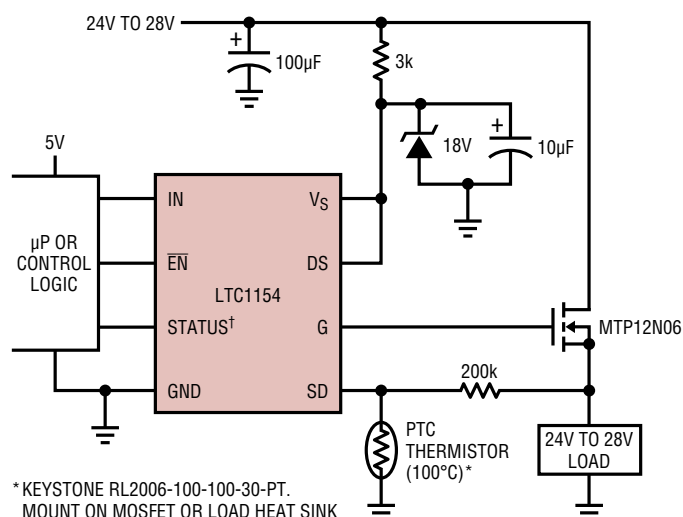 24V TO 28V
+
100µF
3k
5V
18V
+
10µF
µP OR
CONTROL
LOGIC
IN
EN
STATUS†
GND
LTC1154
VS
DS
G
SD
MTP12N06
200k
PTC
THERMISTOR
(100°C)*
24V TO 28V
LOAD
*KEYSTONE RL2006-100-100-30-PT.
MOUNT ON MOSFET OR LOAD HEAT SINK